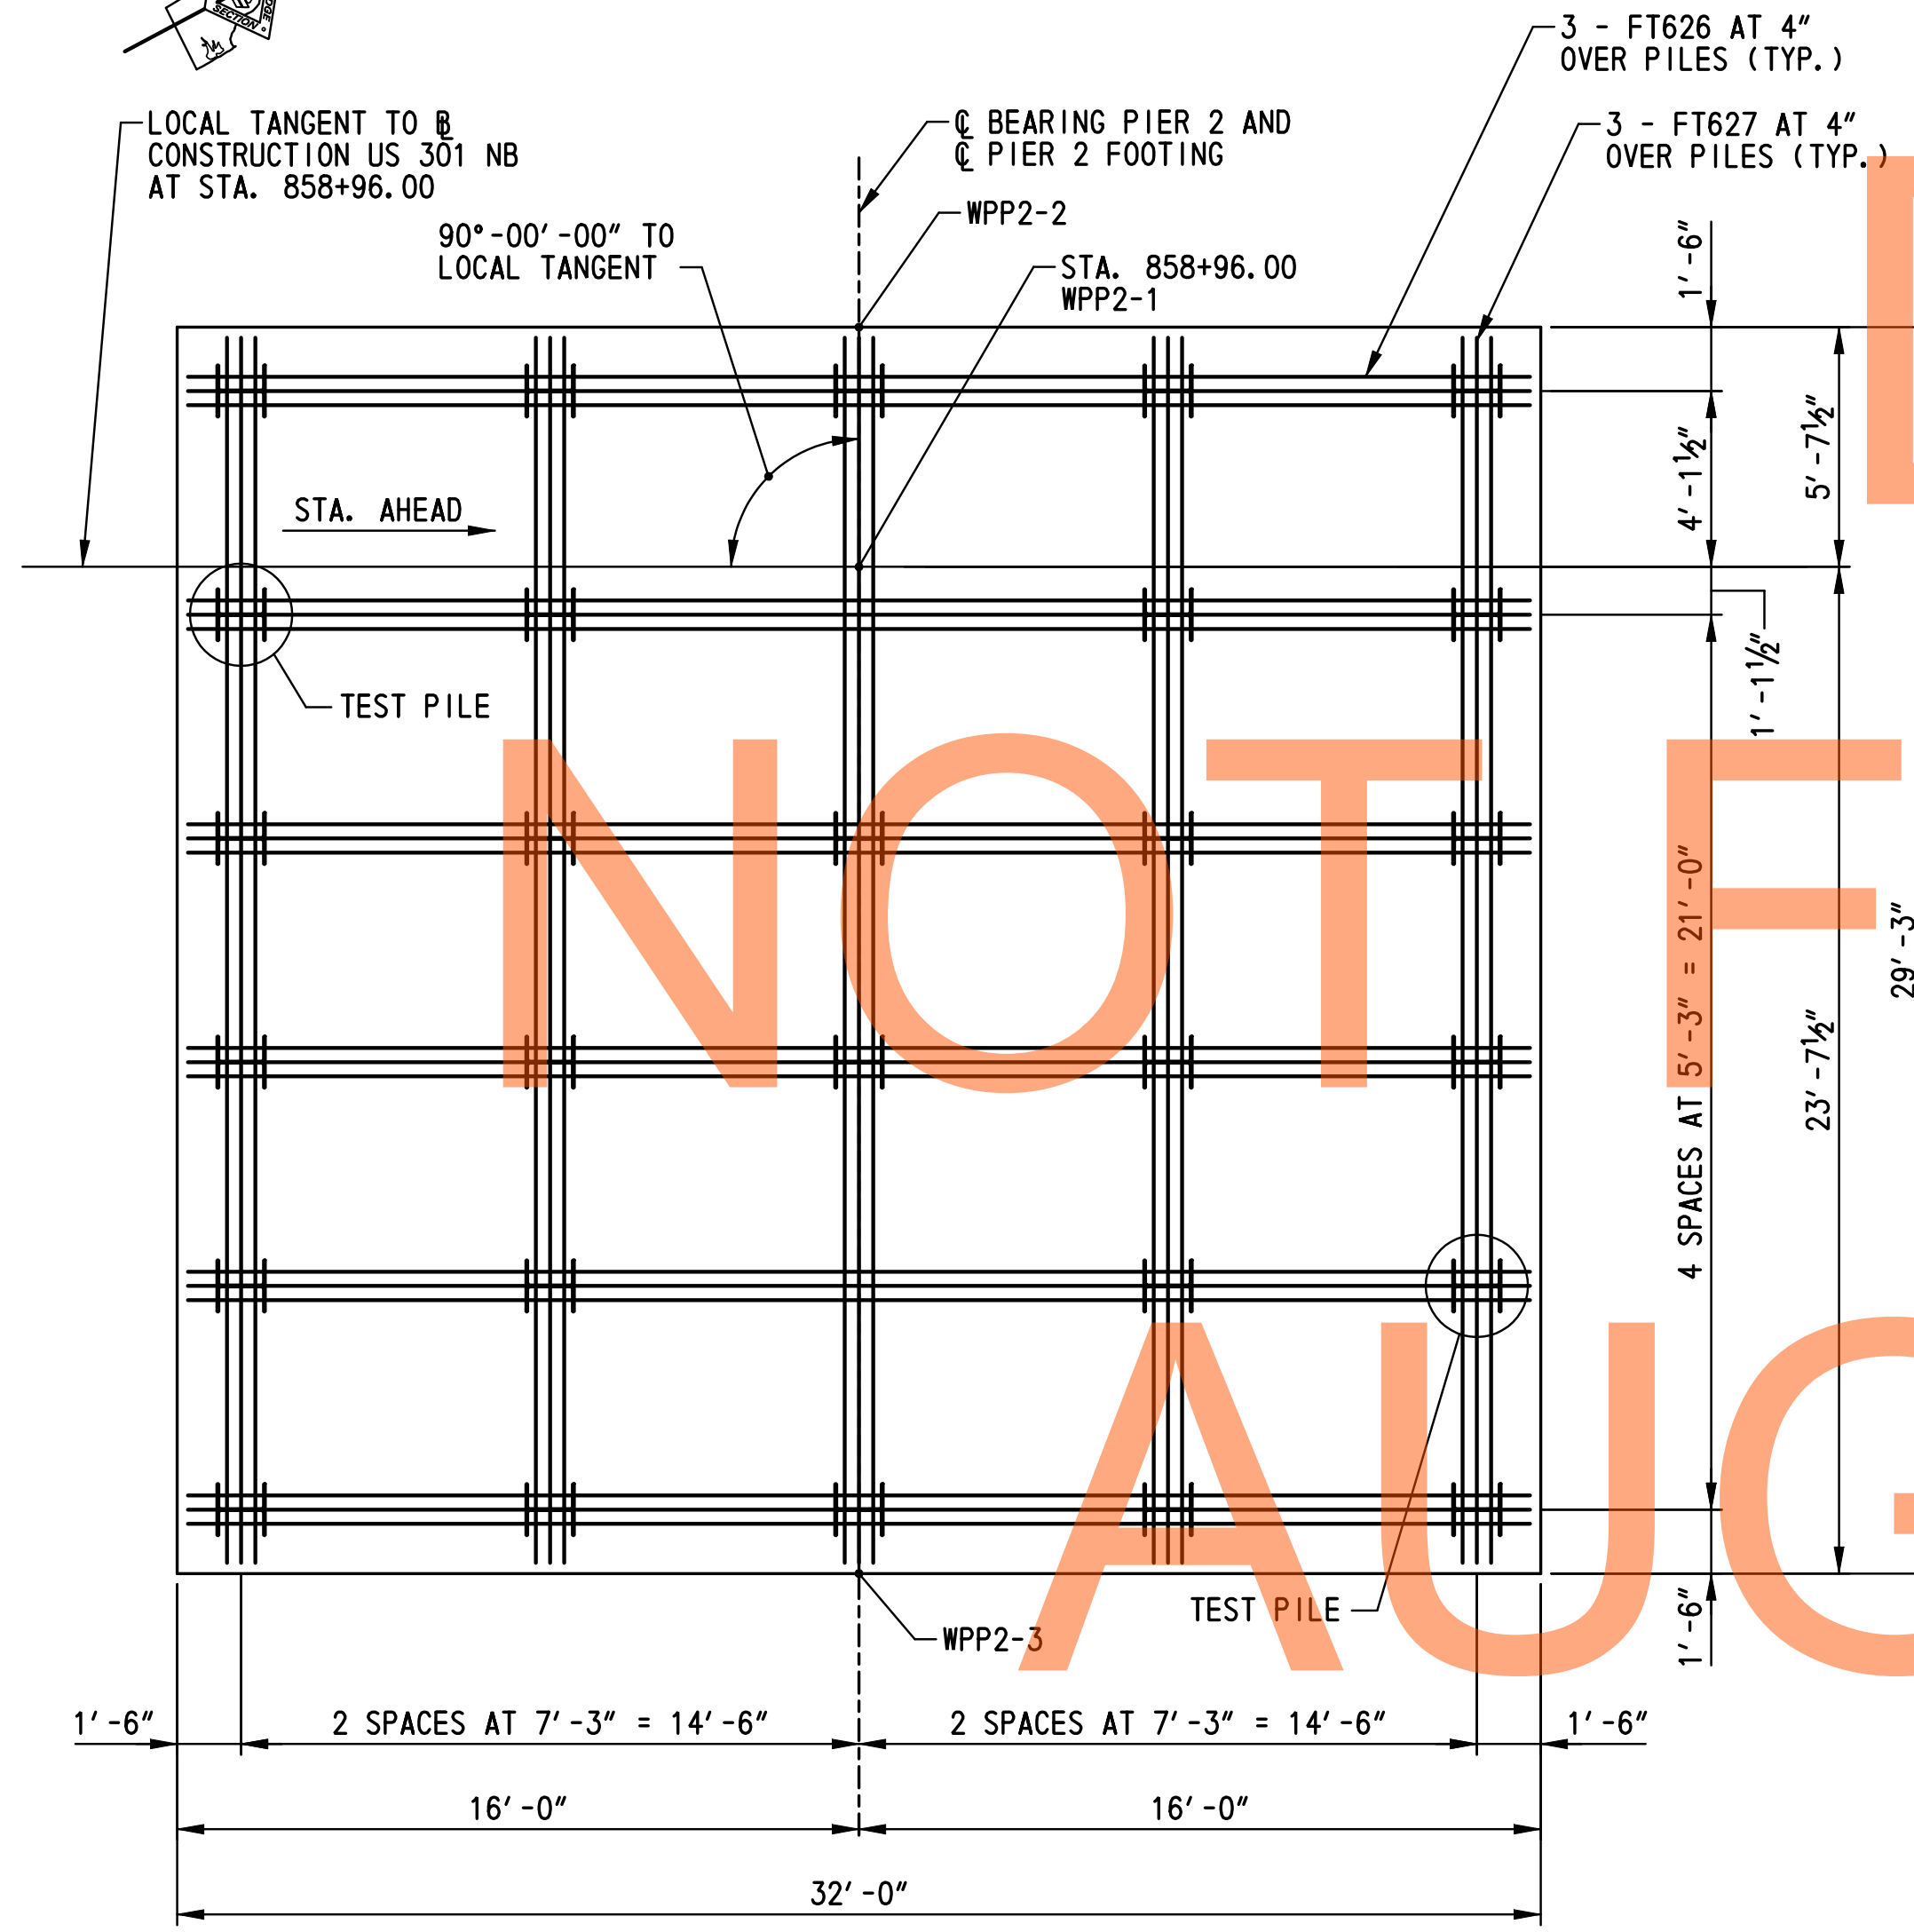 SECTION
3 - FT626 AT 4"
OVER PILES (TYP.)
LOCAL TANGENT TO ℄ BEARING PIER 2 AND
CONSTRUCTION US 301 NB
AT STA. 858+96.00
℄ PIER 2 FOOTING
3 - FT627 AT 4"
OVER PILES (TYP.)
90°-00'-00" TO
LOCAL TANGENT
WPP2-2
STA. 858+96.00
WPP2-1
1'-6"
4'-1½"
5'-7½"
STA. AHEAD
1'-1½"
TEST PILE
NOT F
4 SPACES AT 5'-3" = 21'-0"
23'-7½"
29'-3"
AUG
TEST PILE
WPP2-3
1'-6"
1'-6"
2 SPACES AT 7'-3" = 14'-6"
2 SPACES AT 7'-3" = 14'-6"
1'-6"
16'-0"
16'-0"
32'-0"